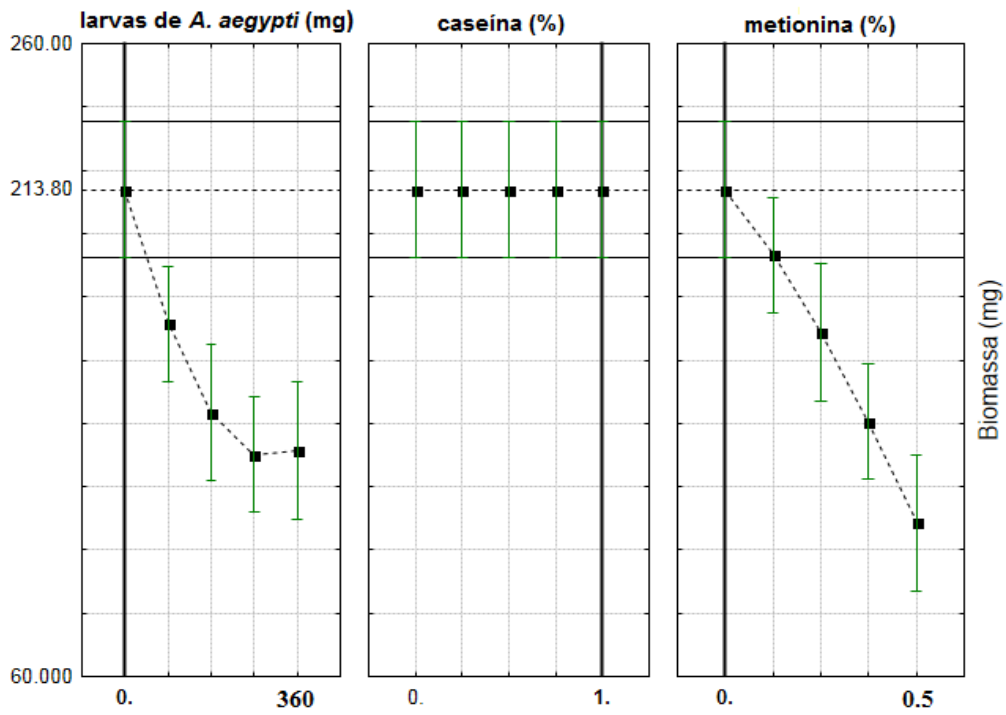 larvas de A. aegypti (mg) caseína (%) metionina (%)
260.00
213.80
Biomassa (mg)
60.000
0. 360 0. 1. 0. 0.5